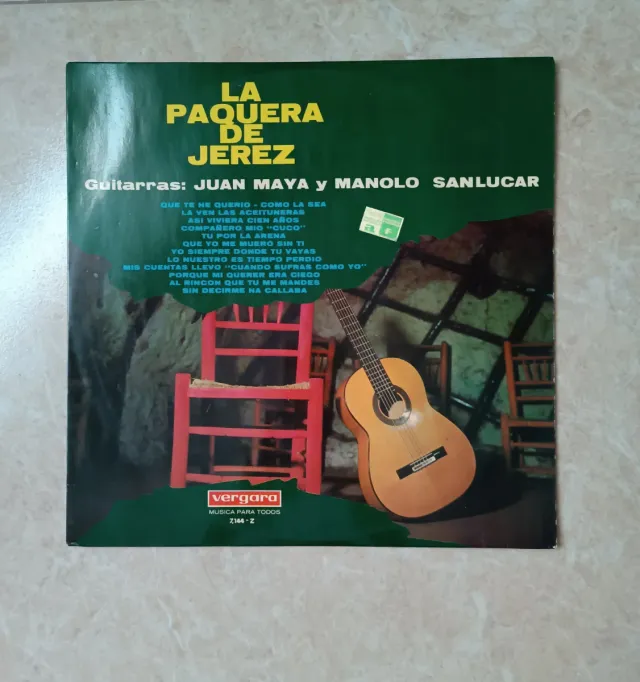 LA
PAQUERA
DE
JEREZ
Guitarras: JUAN MAYA y MANOLO SANLUCAR
QUE TE HE QUERIO - COMO LA SEA
LA VEN LAS ACEITUNERAS
ASI VIVIERA CIEN AÑOS
COMPAÑERO MIO "CUCO"
TU POR LA ARENA
QUE YO ME MUERO SIN TI
YO SIEMPRE DONDE TU VAYAS
LO NUESTRO ES TIEMPO PERDIO
MIS CUENTAS LLEVO "CUANDO SUFRAS COMO YO"
PORQUE MI QUERER ERA CIEGO
AL RINCON QUE TU ME MANDES
SIN DECIRME NA CALLABA
vergara
MUSICA PARA TODOS
7.144 - Z